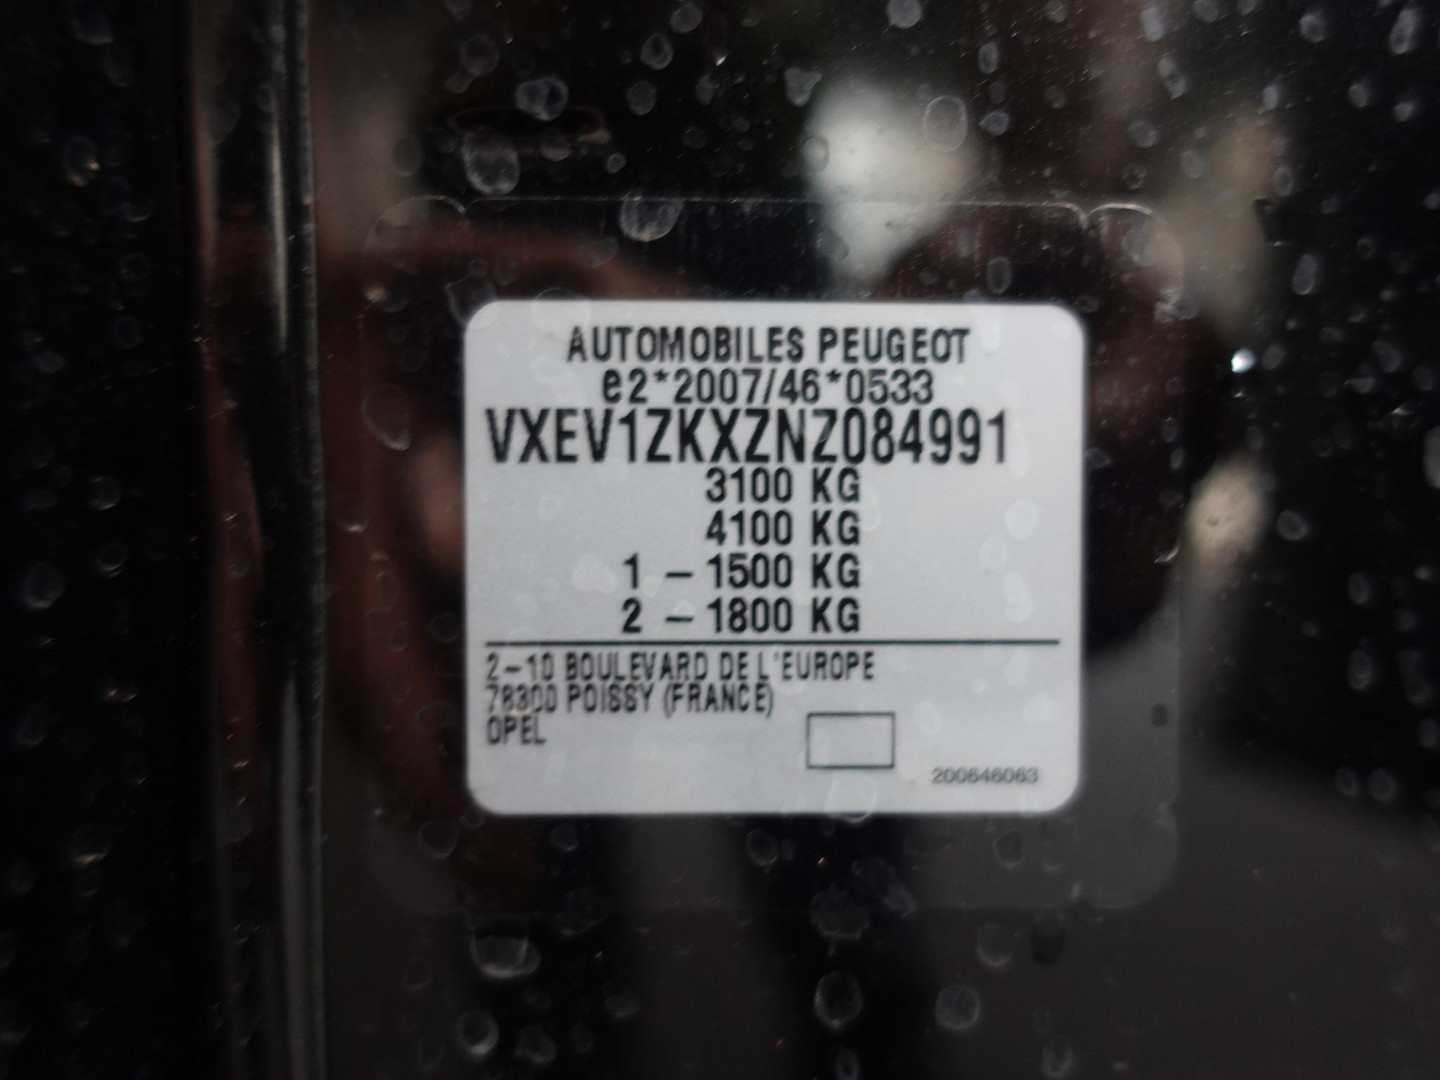 AUTOMOBILES PEUGEOT
e2*2007/46*0533
VXEV1ZKXZNZ084991
3100 KG
4100 KG
1 - 1500 KG
2 - 1800 KG
2-10 BOULEVARD DE L'EUROPE
78300 POISSY (FRANCE)
OPEL
200646063